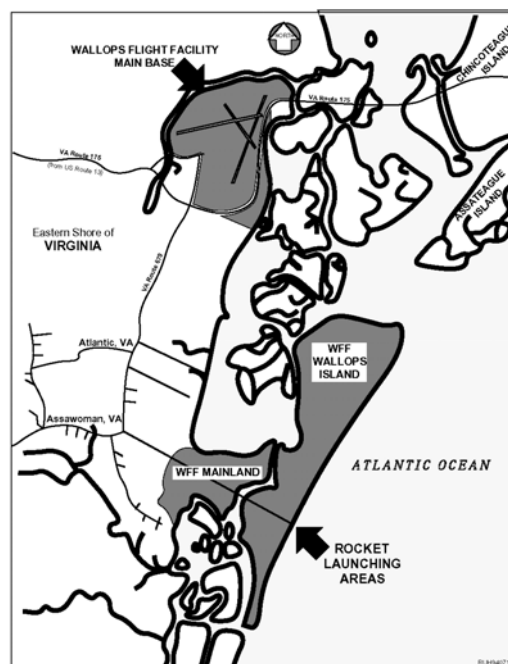 WALLOPS FLIGHT FACILITY
MAIN BASE
NORTH
CHINCOTEAGUE
ISLAND
VA Route 175
VA Route 175
(from US Route 13)
ASSATEAGUE
ISLAND
Eastern Shore of
VIRGINIA
VA Route 679
Atlantic, VA
WFF
WALLOPS
ISLAND
Assawoman, VA
WFF MAINLAND
ATLANTIC OCEAN
ROCKET
LAUNCHING
AREAS